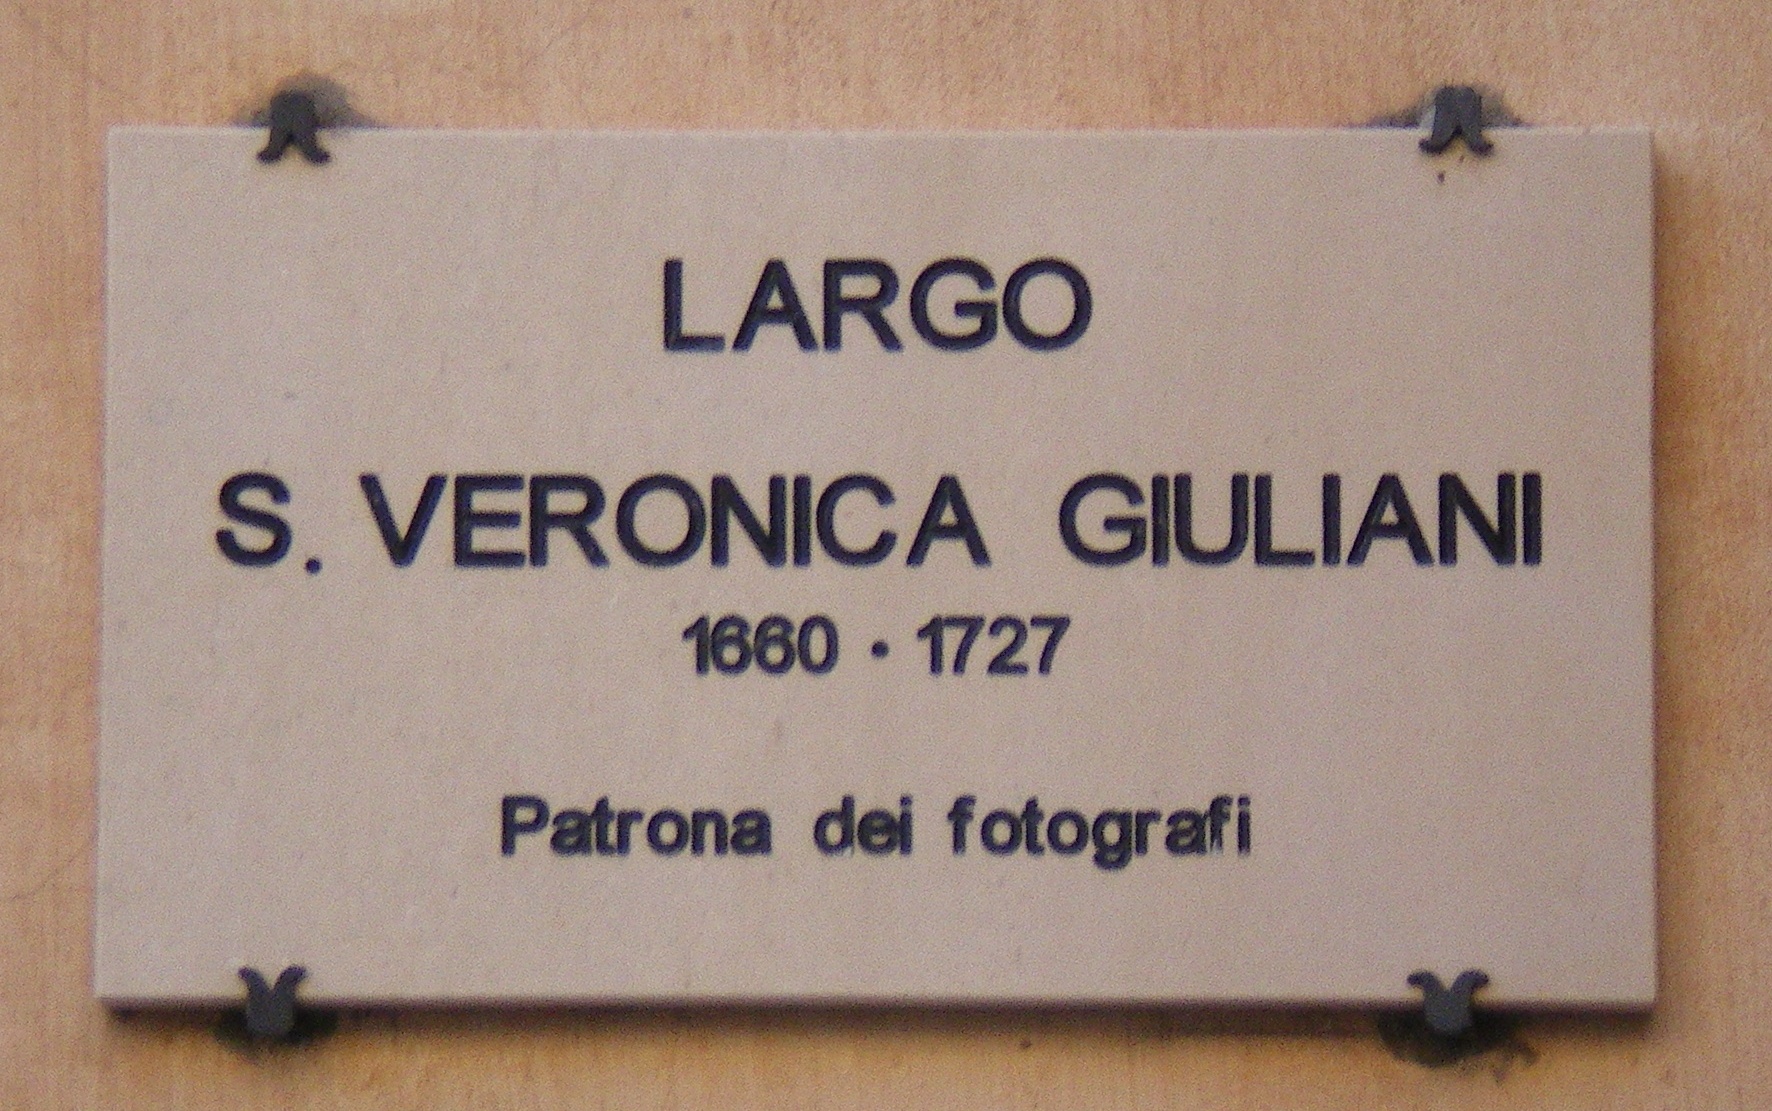 LARGO
S. VERONICA GIULIANI
1660 · 1727
Patrona dei fotografi